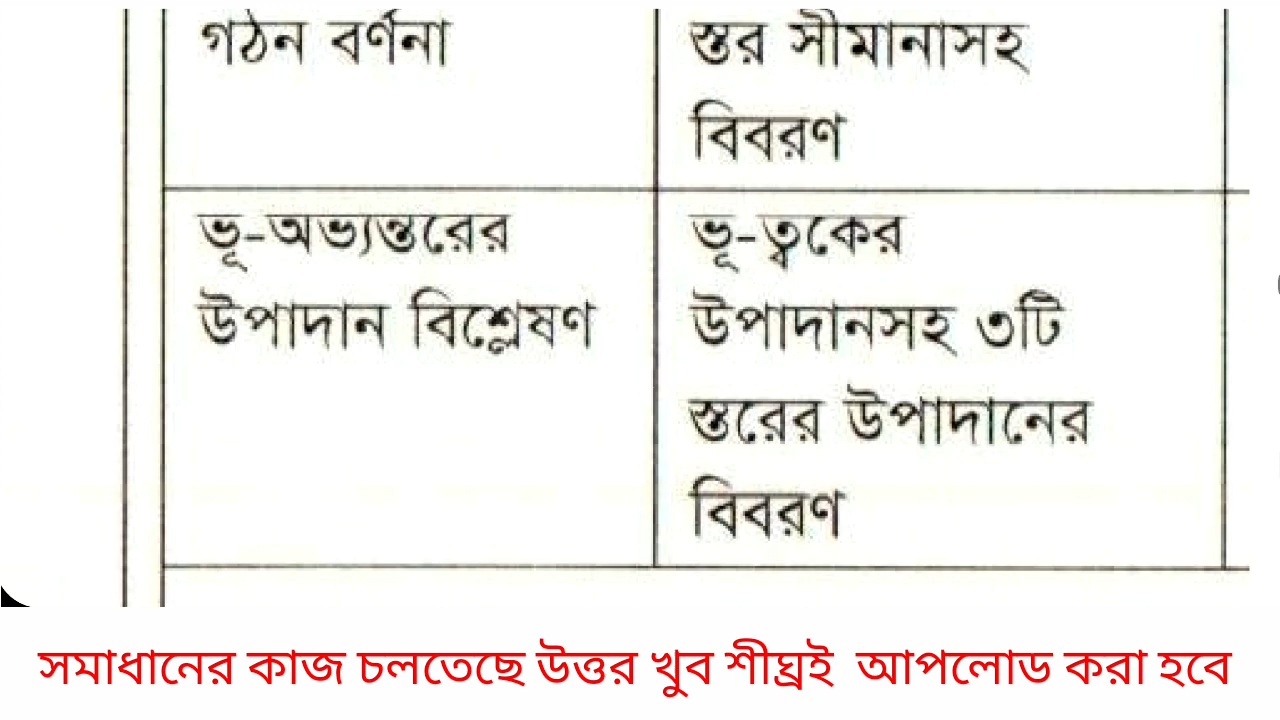 গঠন বর্ণনা
স্তর সীমানাসহ
বিবরণ
ভূ-অভ্যন্তরের
উপাদান বিশ্লেষণ
ভূ-ত্বকের
উপাদানসহ ৩টি
স্তরের উপাদানের
বিবরণ
সমাধানের কাজ চলতেছে উত্তর খুব শীঘ্রই আপলোড করা হবে